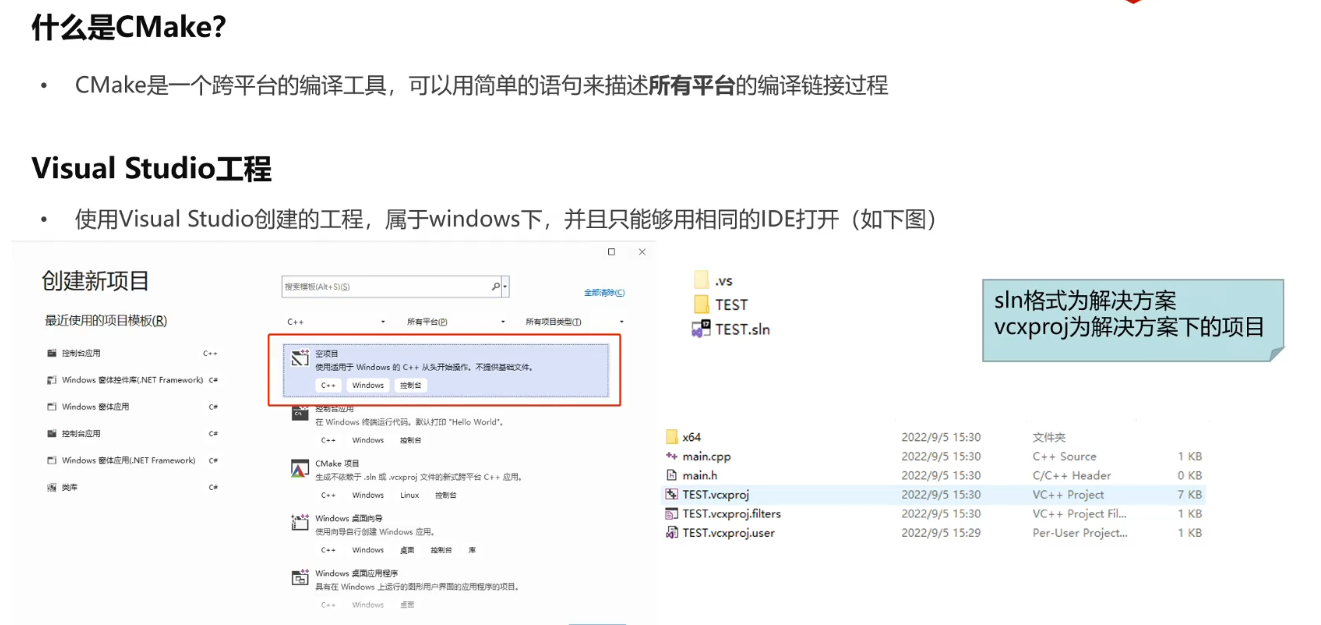 什么是CMake?
• CMake是一个跨平台的编译工具，可以用简单的语句来描述所有平台的编译链接过程
Visual Studio工程
• 使用Visual Studio创建的工程，属于windows下，并且只能够用相同的IDE打开（如下图）
创建新项目
最近使用的项目模板(R)
控制台应用 C++
Windows 窗体控件库(.NET Framework) C#
Windows 窗体应用 C#
控制台应用 C#
Windows 窗体应用(.NET Framework) C#
类库 C#
搜索模板(Alt+S)(S)
全部清除(C)
C++ 所有平台(P) 所有项目类型(T)
空项目
使用适用于 Windows 的 C++ 从头开始操作。不提供基础文件。
C++ Windows 控制台
控制台应用
在 Windows 终端运行代码。默认打印 "Hello World"。
C++ Windows 控制台
CMake 项目
生成不依赖于 .sln 或 .vcxproj 文件的新式跨平台 C++ 应用。
C++ Windows Linux 控制台
Windows 桌面向导
使用向导自行创建 Windows 应用。
C++ Windows 桌面 控制台 库
Windows 桌面应用程序
具有在 Windows 上运行的图形用户界面的应用程序的项目。
C++ Windows 桌面
.vs
TEST
TEST.sln
sln格式为解决方案
vcxproj为解决方案下的项目
x64 2022/9/5 15:30 文件夹
main.cpp 2022/9/5 15:30 C++ Source 1 KB
main.h 2022/9/5 15:30 C/C++ Header 0 KB
TEST.vcxproj 2022/9/5 15:30 VC++ Project 7 KB
TEST.vcxproj.filters 2022/9/5 15:30 VC++ Project Fil... 1 KB
TEST.vcxproj.user 2022/9/5 15:29 Per-User Project... 1 KB